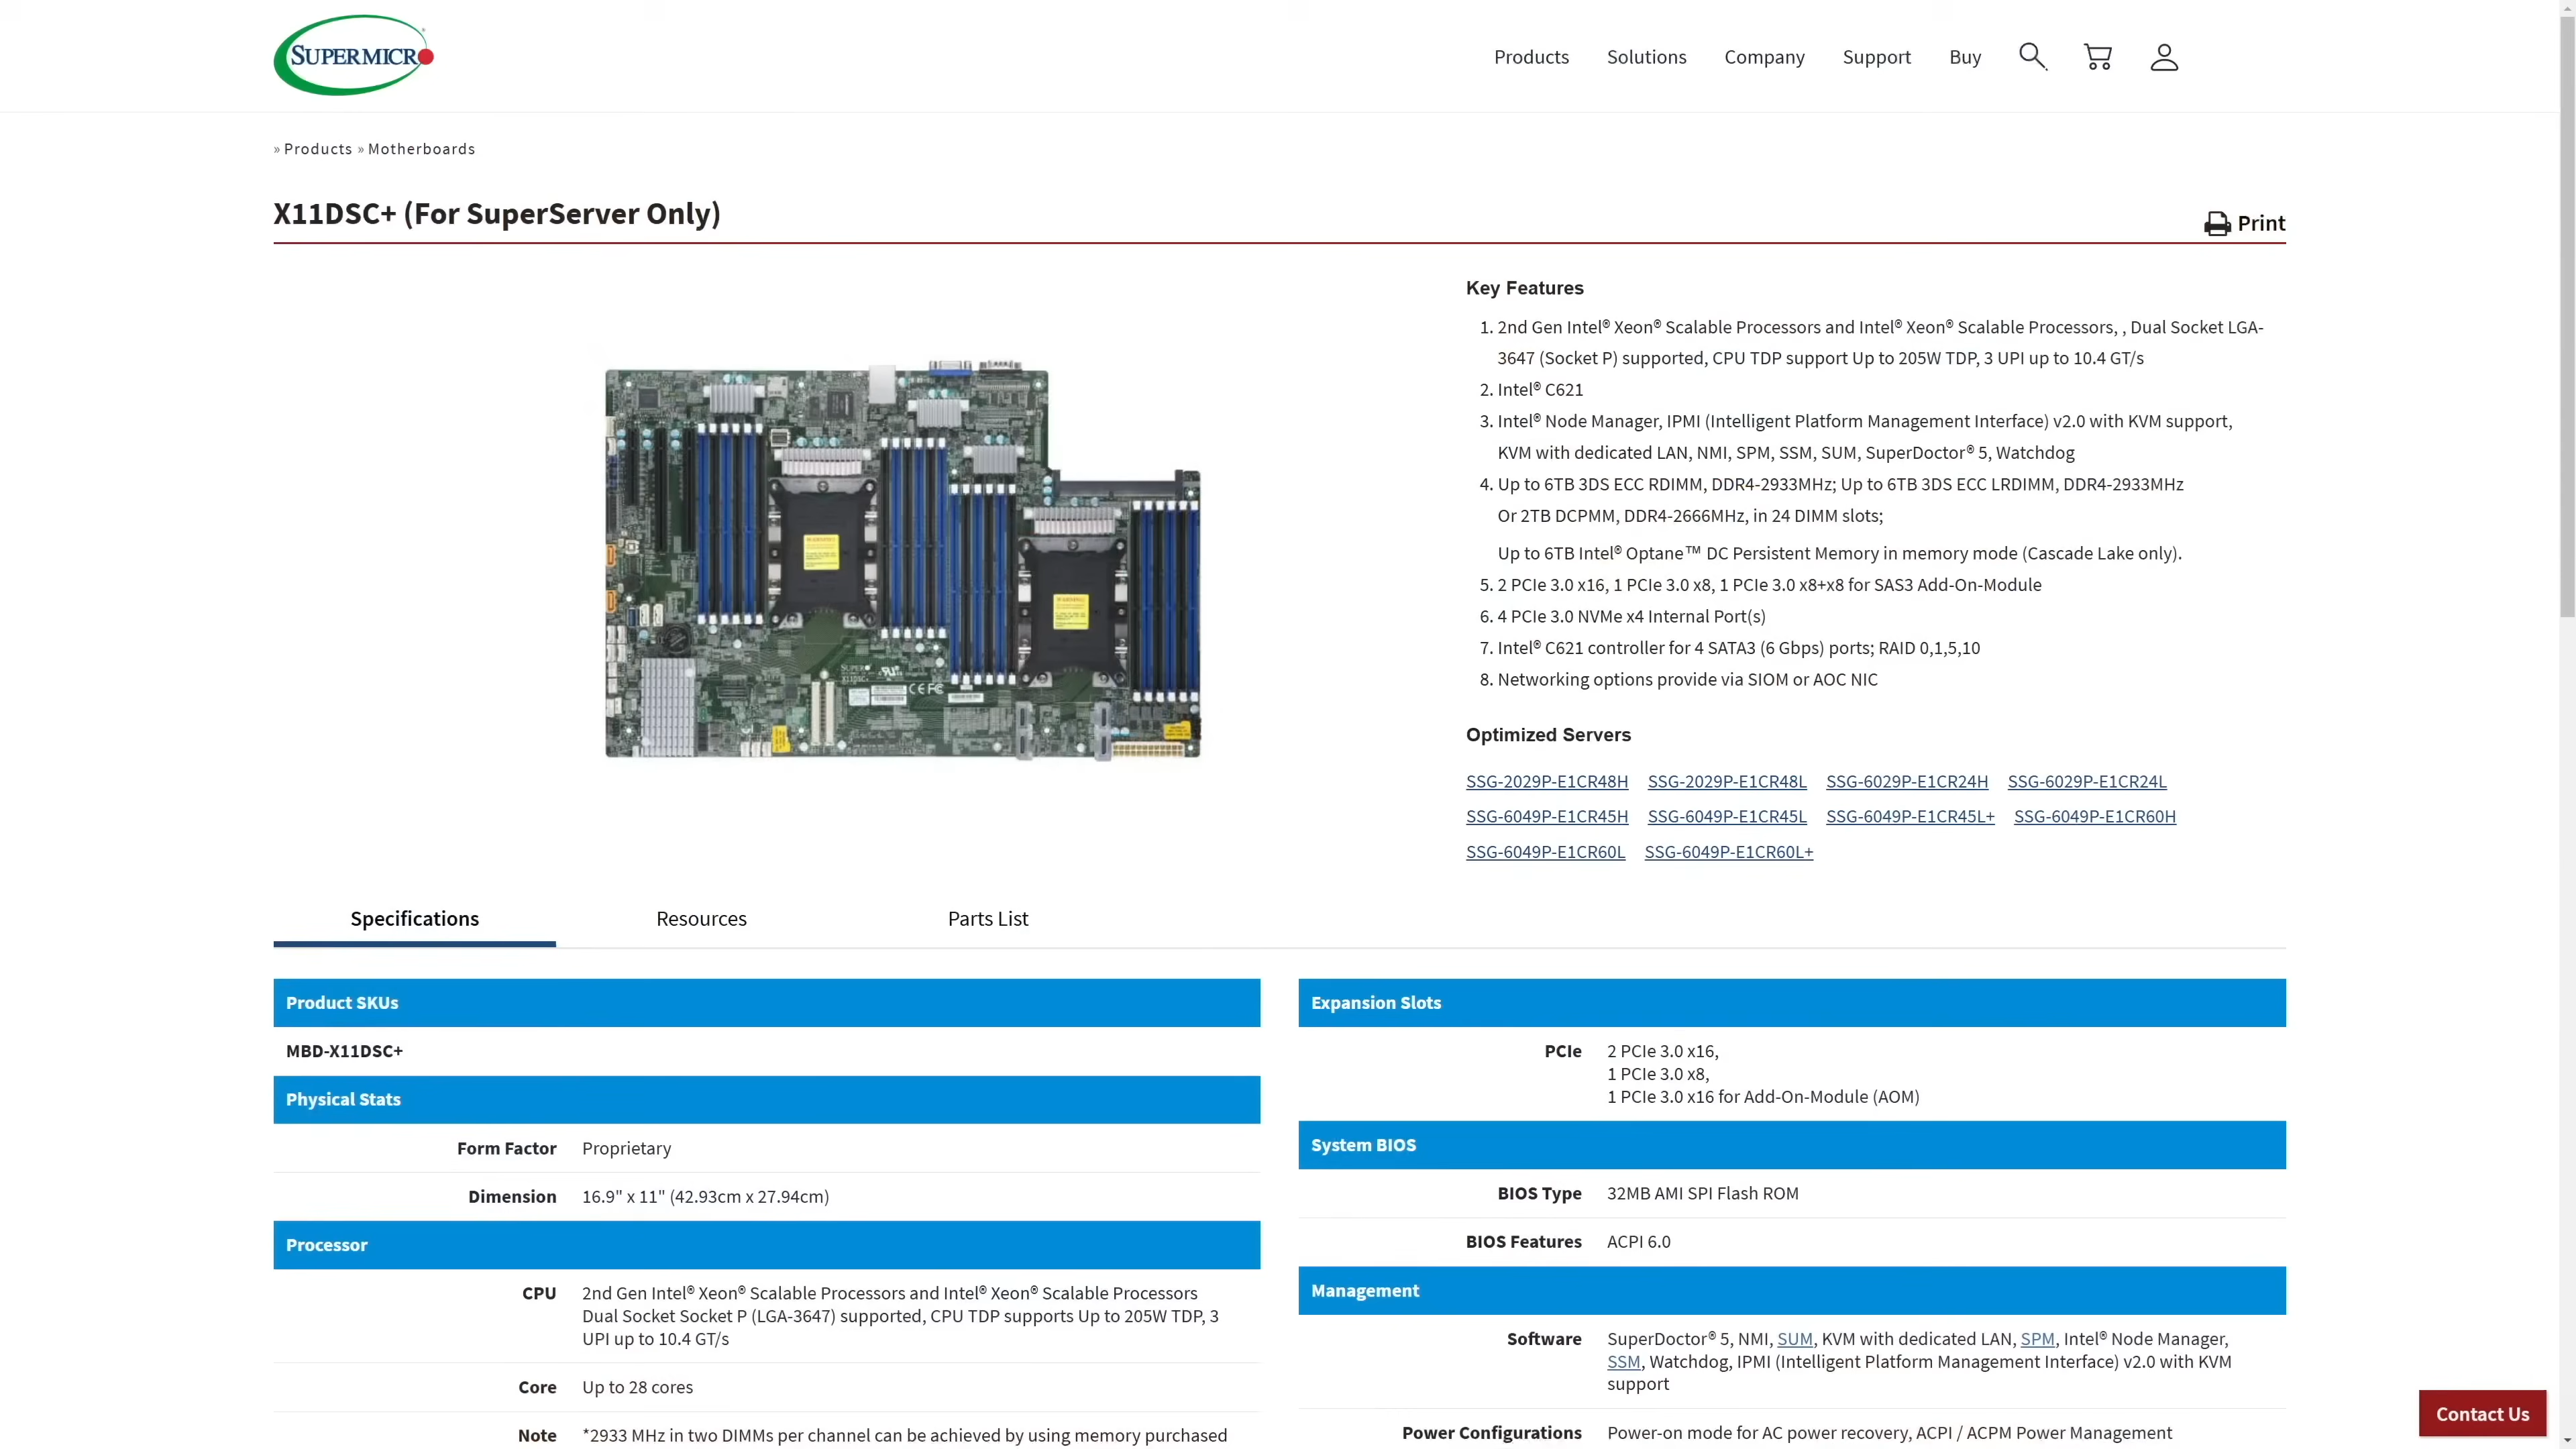 SUPERMICRO
Products
Solutions
Company
Support
Buy
» Products » Motherboards
X11DSC+ (For SuperServer Only)
Print
Key Features
1. 2nd Gen Intel® Xeon® Scalable Processors and Intel® Xeon® Scalable Processors, , Dual Socket LGA-
3647 (Socket P) supported, CPU TDP support Up to 205W TDP, 3 UPI up to 10.4 GT/s
2. Intel® C621
3. Intel® Node Manager, IPMI (Intelligent Platform Management Interface) v2.0 with KVM support,
KVM with dedicated LAN, NMI, SPM, SSM, SUM, SuperDoctor® 5, Watchdog
4. Up to 6TB 3DS ECC RDIMM, DDR4-2933MHz; Up to 6TB 3DS ECC LRDIMM, DDR4-2933MHz
Or 2TB DCPMM, DDR4-2666MHz, in 24 DIMM slots;
Up to 6TB Intel® Optane™ DC Persistent Memory in memory mode (Cascade Lake only).
5. 2 PCIe 3.0 x16, 1 PCIe 3.0 x8, 1 PCIe 3.0 x8+x8 for SAS3 Add-On-Module
6. 4 PCIe 3.0 NVMe x4 Internal Port(s)
7. Intel® C621 controller for 4 SATA3 (6 Gbps) ports; RAID 0,1,5,10
8. Networking options provide via SIOM or AOC NIC
Optimized Servers
SSG-2029P-E1CR48H SSG-2029P-E1CR48L SSG-6029P-E1CR24H SSG-6029P-E1CR24L
SSG-6049P-E1CR45H SSG-6049P-E1CR45L SSG-6049P-E1CR45L+ SSG-6049P-E1CR60H
SSG-6049P-E1CR60L SSG-6049P-E1CR60L+
Specifications
Resources
Parts List
Product SKUs
MBD-X11DSC+
Physical Stats
Form Factor Proprietary
Dimension 16.9" x 11" (42.93cm x 27.94cm)
Processor
CPU 2nd Gen Intel® Xeon® Scalable Processors and Intel® Xeon® Scalable Processors
Dual Socket Socket P (LGA-3647) supported, CPU TDP supports Up to 205W TDP, 3
UPI up to 10.4 GT/s
Core Up to 28 cores
Note *2933 MHz in two DIMMs per channel can be achieved by using memory purchased
Expansion Slots
PCIe 2 PCIe 3.0 x16,
1 PCIe 3.0 x8,
1 PCIe 3.0 x16 for Add-On-Module (AOM)
System BIOS
BIOS Type 32MB AMI SPI Flash ROM
BIOS Features ACPI 6.0
Management
Software SuperDoctor® 5, NMI, SUM, KVM with dedicated LAN, SPM, Intel® Node Manager,
SSM, Watchdog, IPMI (Intelligent Platform Management Interface) v2.0 with KVM
support
Power Configurations Power-on mode for AC power recovery, ACPI / ACPM Power Management
Contact Us